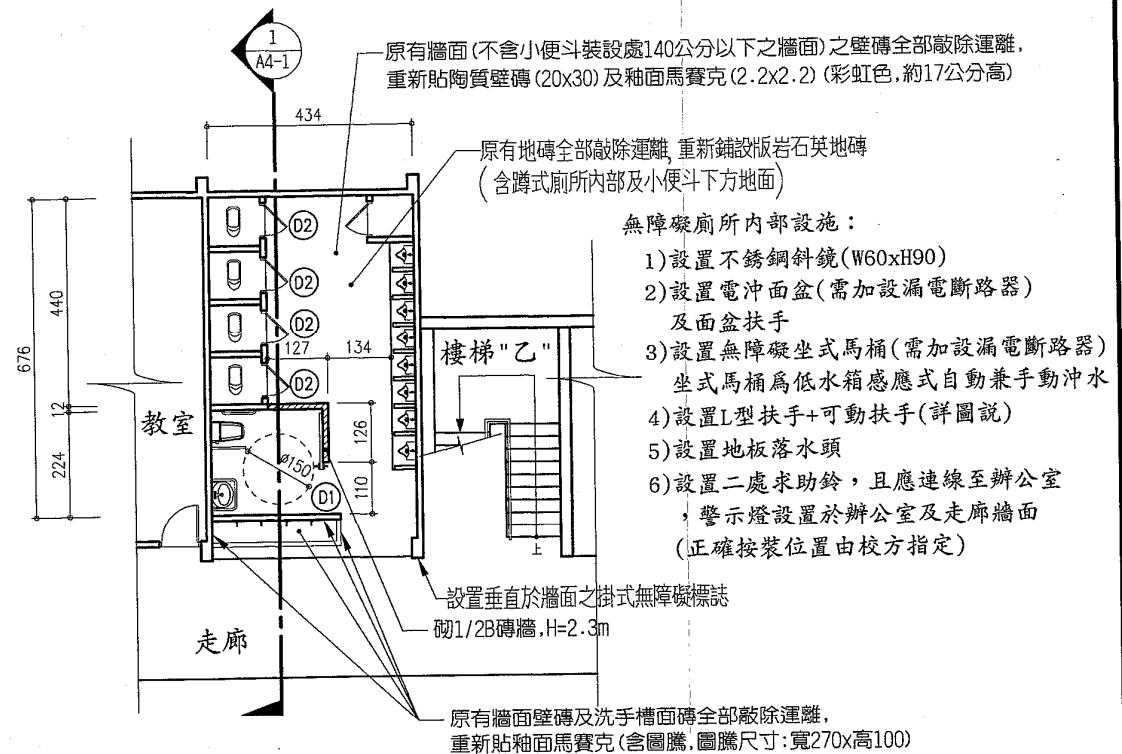 1
A4-1
原有牆面(不含小便斗裝設處140公分以下之牆面)之壁磚全部敲除運離,
重新貼陶質壁磚(20x30)及釉面馬賽克(2.2x2.2)(彩虹色,約17公分高)
434
原有地磚全部敲除運離,重新鋪設版岩石英地磚
(含蹲式廁所內部及小便斗下方地面)
無障礙廁所內部設施：
1)設置不銹鋼斜鏡(W60xH90)
2)設置電沖面盆(需加設漏電斷路器)
及面盆扶手
3)設置無障礙坐式馬桶(需加設漏電斷路器)
坐式馬桶爲低水箱感應式自動兼手動沖水
4)設置L型扶手+可動扶手(詳圖説)
5)設置地板落水頭
6)設置二處求助鈴，且應連線至辦公室
，警示燈設置於辦公室及走廊牆面
(正確按裝位置由校方指定)
D2
D2
D2
D2
127
134
676
440
12
224
126
110
ø150
D1
教室
樓梯"乙"
上
走廊
設置垂直於牆面之掛式無障礙標誌
砌1/2B磚牆,H=2.3m
原有牆面壁磚及洗手槽面磚全部敲除運離,
重新貼釉面馬賽克(含圖騰,圖騰尺寸:寬270x高100)